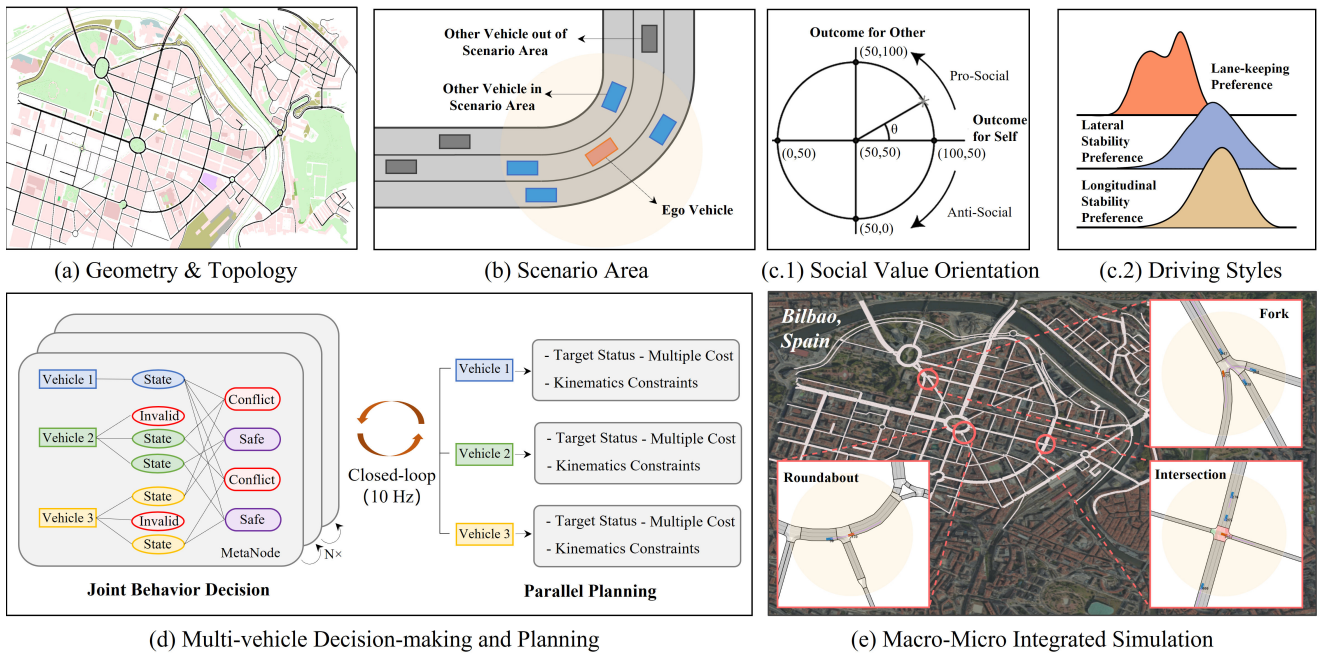 Other Vehicle out of
Scenario Area
Other Vehicle in
Scenario Area
Ego Vehicle
Outcome for Other
(50,100)
Pro-Social
θ
Outcome
for Self
(0,50)
(50,50)
(100,50)
Anti-Social
(50,0)
Lane-keeping
Preference
Lateral
Stability
Preference
Longitudinal
Stability
Preference
(a) Geometry & Topology
(b) Scenario Area
(c.1) Social Value Orientation
(c.2) Driving Styles
Vehicle 1
State
Conflict
Invalid
Vehicle 2
State
Safe
State
Conflict
State
Vehicle 3
Invalid
Safe
State
MetaNode
N×
Joint Behavior Decision
Closed-loop
(10 Hz)
Vehicle 1
- Target Status - Multiple Cost
- Kinematics Constraints
Vehicle 2
- Target Status - Multiple Cost
- Kinematics Constraints
Vehicle 3
- Target Status - Multiple Cost
- Kinematics Constraints
Parallel Planning
Bilbao,
Spain
Fork
Roundabout
Intersection
(d) Multi-vehicle Decision-making and Planning
(e) Macro-Micro Integrated Simulation